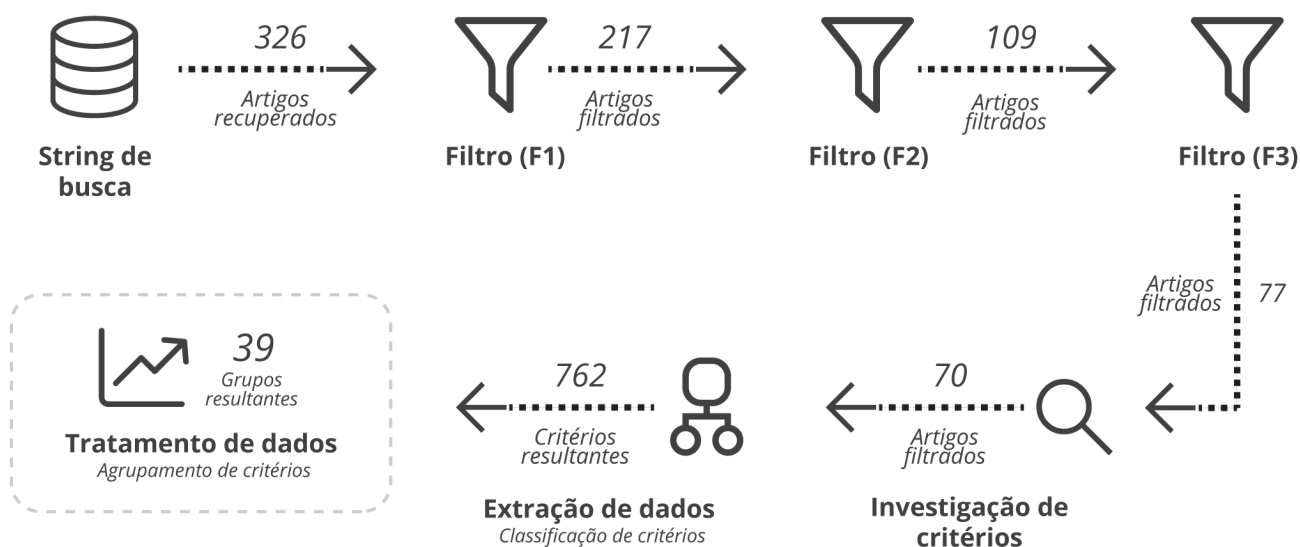 326
Artigos
recuperados
217
Artigos
filtrados
109
Artigos
filtrados
String de
busca
Filtro (F1)
Filtro (F2)
Filtro (F3)
Artigos
filtrados
77
70
Artigos
filtrados
Investigação de
critérios
762
Critérios
resultantes
Extração de dados
Classificação de critérios
39
Grupos
resultantes
Tratamento de dados
Agrupamento de critérios